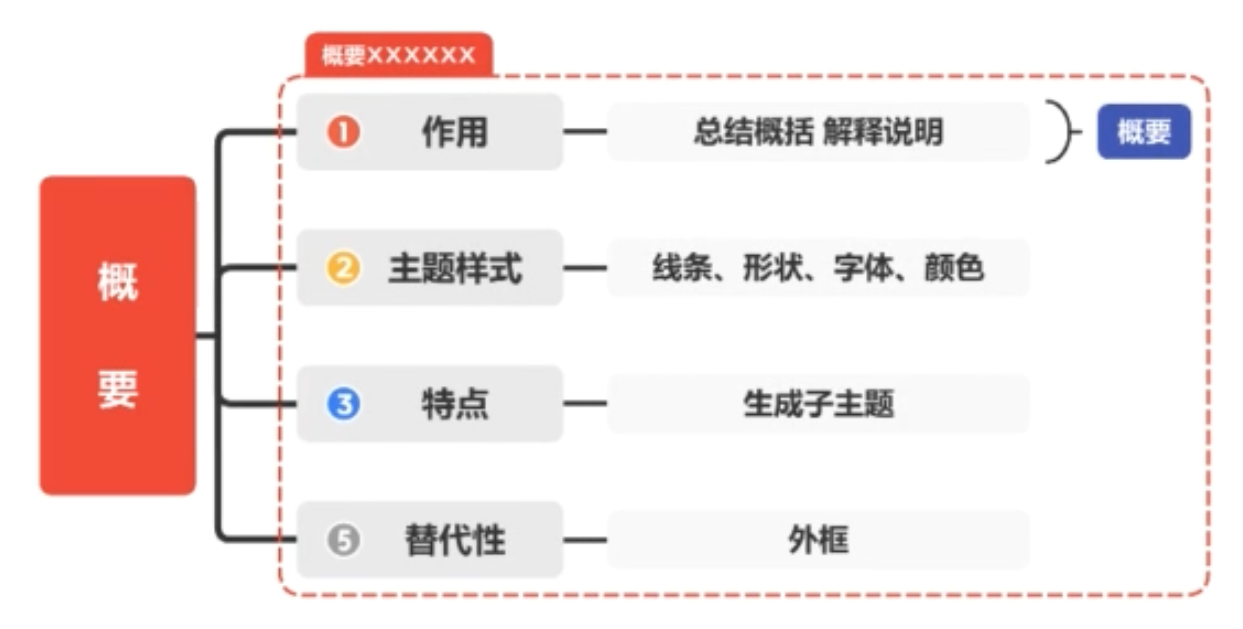 概要XXXXXX
概
要
1 作用
总结概括 解释说明
概要
2 主题样式
线条、形状、字体、颜色
3 特点
生成子主题
5 替代性
外框